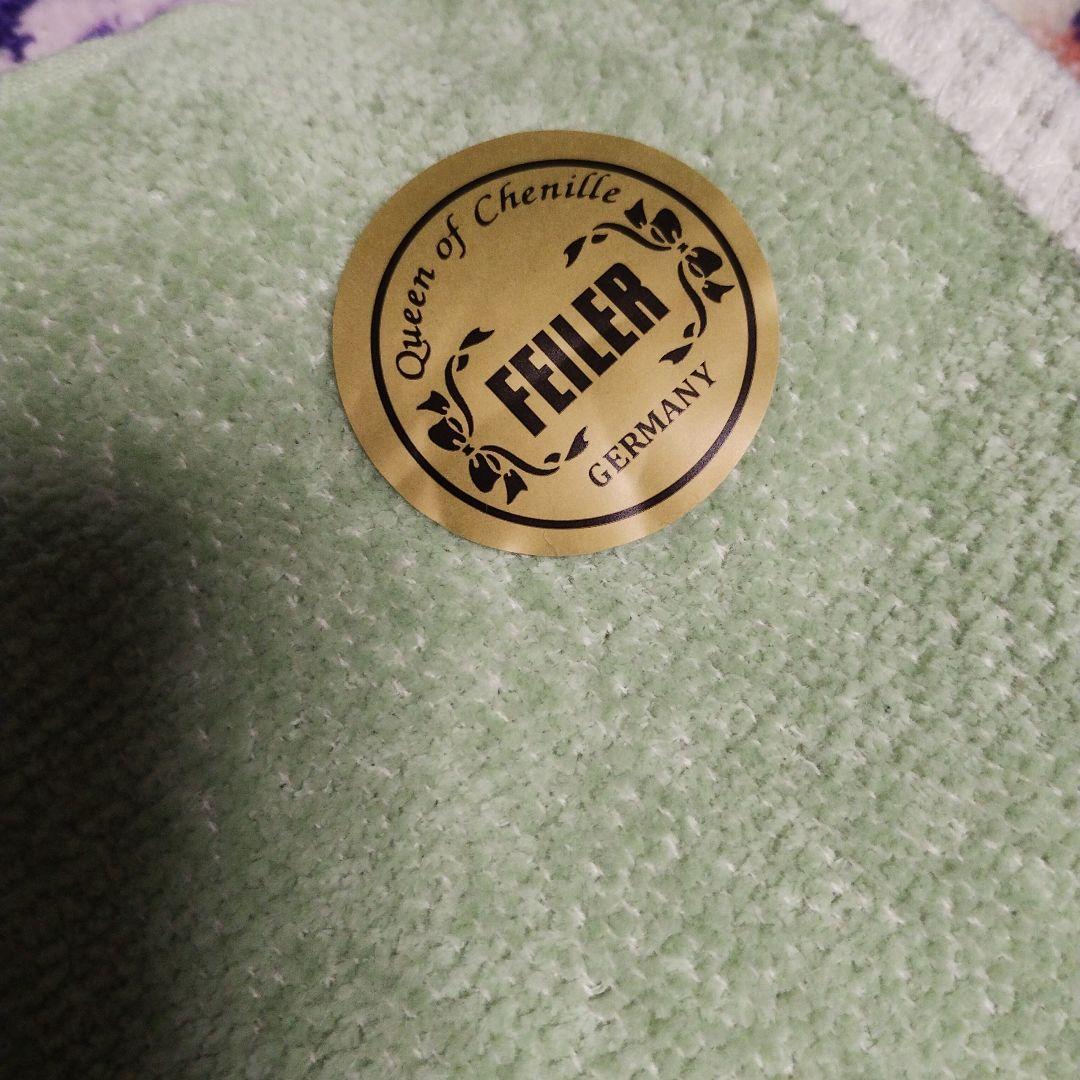 Queen of Chenille
FEILER
GERMANY